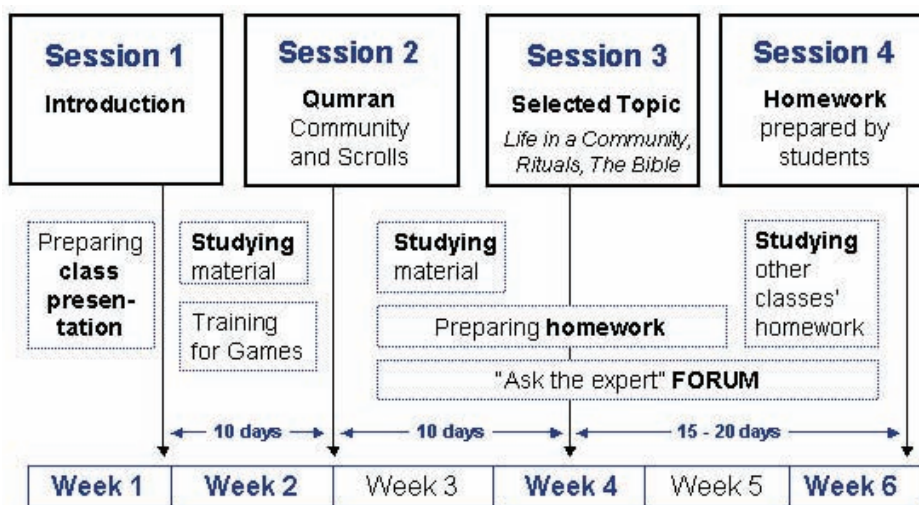 Session 1
Introduction
Session 2
Qumran
Community
and Scrolls
Session 3
Selected Topic
Life in a Community,
Rituals, The Bible
Session 4
Homework
prepared by
students
Preparing
class
presen-
tation
Studying
material
Training
for Games
Studying
material
Preparing homework
"Ask the expert" FORUM
Studying
other
classes'
homework
10 days
10 days
15 - 20 days
Week 1
Week 2
Week 3
Week 4
Week 5
Week 6